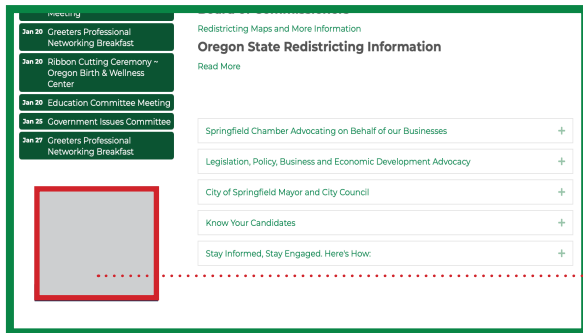 Meeting
Jan 20 Greeters Professional
Networking Breakfast
Jan 20 Ribbon Cutting Ceremony ~
Oregon Birth & Wellness
Center
Jan 20 Education Committee Meeting
Jan 25 Government Issues Committee
Jan 27 Greeters Professional
Networking Breakfast
Redistricting Maps and More Information
Oregon State Redistricting Information
Read More
Springfield Chamber Advocating on Behalf of our Businesses +
Legislation, Policy, Business and Economic Development Advocacy +
City of Springfield Mayor and City Council +
Know Your Candidates +
Stay Informed, Stay Engaged. Here's How: +